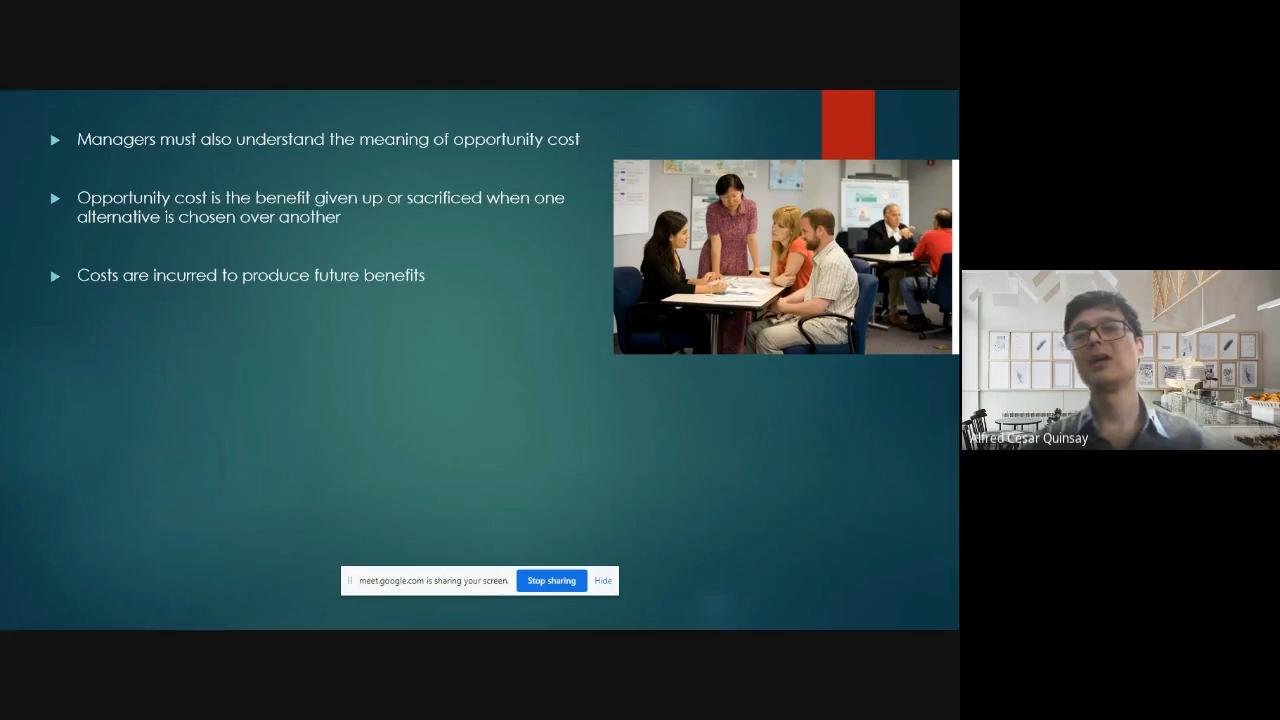 Managers must also understand the meaning of opportunity cost
Opportunity cost is the benefit given up or sacrificed when one
alternative is chosen over another
Costs are incurred to produce future benefits
meet.google.com is sharing your screen.
Stop sharing
Hide
Alfred Cesar Quinsay